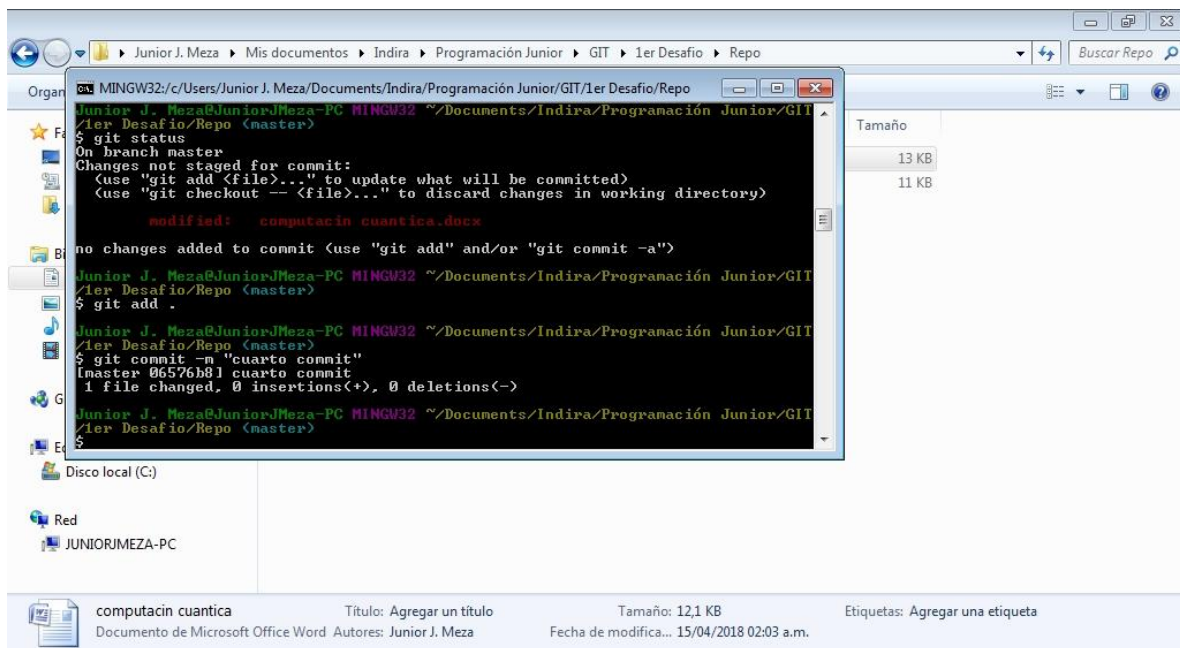 Junior J. Meza ▸ Mis documentos ▸ Indira ▸ Programación Junior ▸ GIT ▸ 1er Desafio ▸ Repo
Buscar Repo
Organ
MINGW32:/c/Users/Junior J. Meza/Documents/Indira/Programación Junior/GIT/1er Desafio/Repo
Tamaño
13 KB
11 KB
Fa
Junior J. Meza@JuniorJMeza-PC MINGW32 ~/Documents/Indira/Programación Junior/GIT
/1er Desafio/Repo (master)
$ git status
On branch master
Changes not staged for commit:
(use "git add <file>..." to update what will be committed)
(use "git checkout -- <file>..." to discard changes in working directory)
modified: computacin cuantica.docx
no changes added to commit (use "git add" and/or "git commit -a")
Bi
Junior J. Meza@JuniorJMeza-PC MINGW32 ~/Documents/Indira/Programación Junior/GIT
/1er Desafio/Repo (master)
$ git add .
Junior J. Meza@JuniorJMeza-PC MINGW32 ~/Documents/Indira/Programación Junior/GIT
/1er Desafio/Repo (master)
$ git commit -m "cuarto commit"
[master 06576b8] cuarto commit
1 file changed, 0 insertions(+), 0 deletions(-)
G
Junior J. Meza@JuniorJMeza-PC MINGW32 ~/Documents/Indira/Programación Junior/GIT
/1er Desafio/Repo (master)
$
Eq
Disco local (C:)
Red
JUNIORJMEZA-PC
computacin cuantica Título: Agregar un título Tamaño: 12,1 KB Etiquetas: Agregar una etiqueta
Documento de Microsoft Office Word Autores: Junior J. Meza Fecha de modifica... 15/04/2018 02:03 a.m.